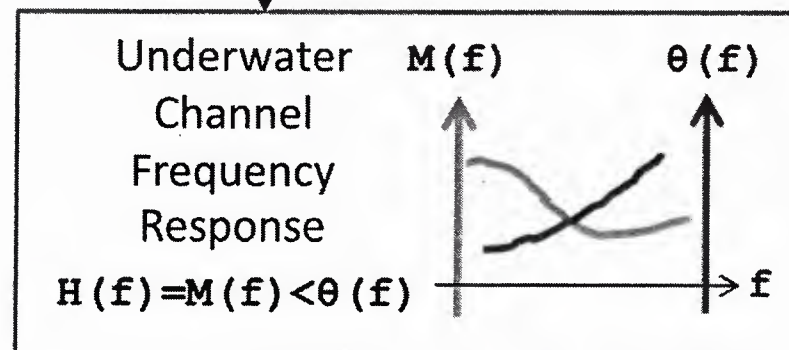 Underwater
Channel
Frequency
Response
H(f)=M(f)<θ(f)
M(f)
θ(f)
f